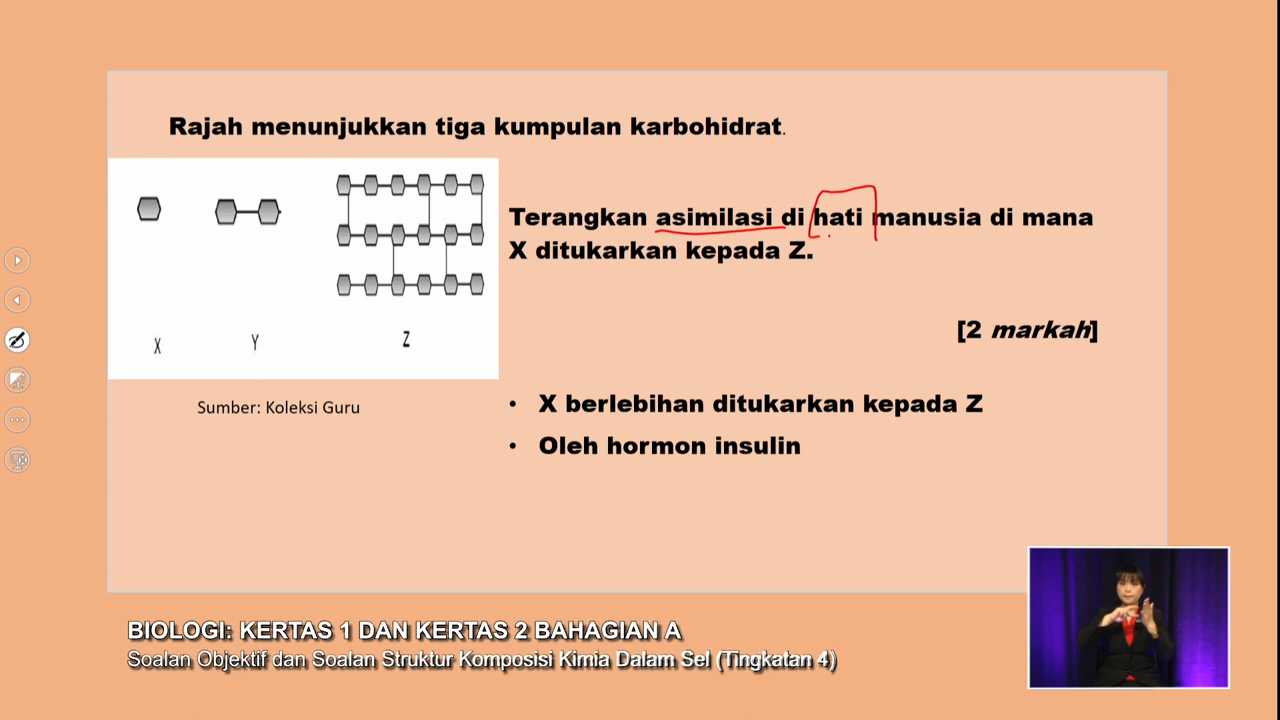 Rajah menunjukkan tiga kumpulan karbohidrat.
X
Y
Z
Sumber: Koleksi Guru
Terangkan asimilasi di hati manusia di mana
X ditukarkan kepada Z.
[2 markah]
• X berlebihan ditukarkan kepada Z
• Oleh hormon insulin
BIOLOGI: KERTAS 1 DAN KERTAS 2 BAHAGIAN A
Soalan Objektif dan Soalan Struktur Komposisi Kimia Dalam Sel (Tingkatan 4)